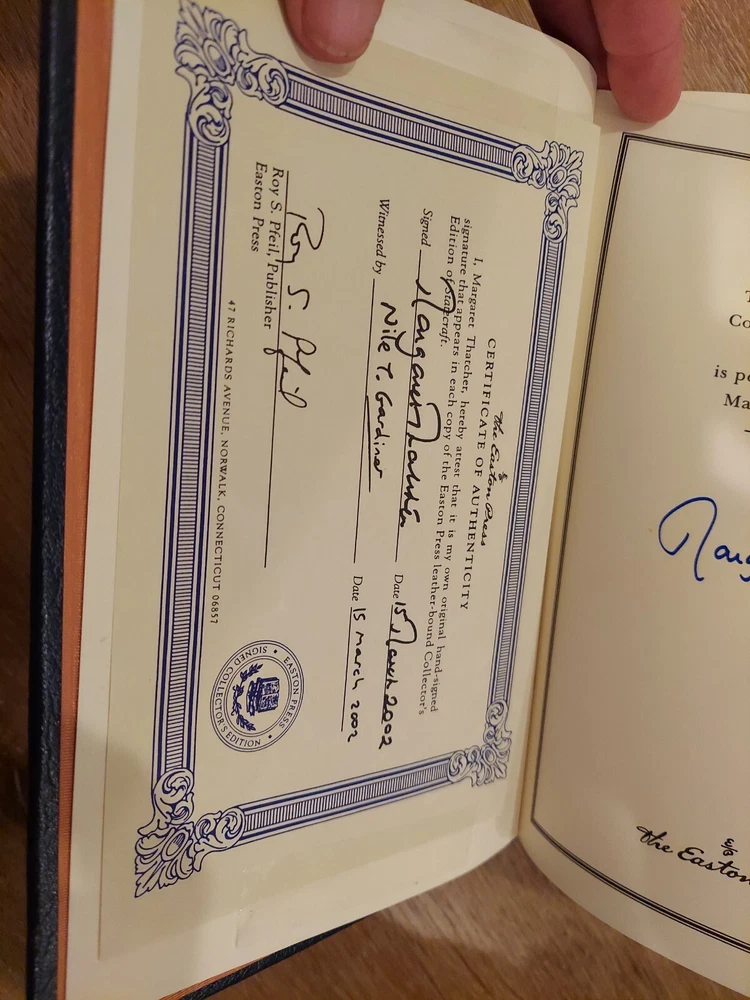 The Easton Press
CERTIFICATE OF AUTHENTICITY
I, Margaret Thatcher, hereby attest that it is my own original hand-signed
signature that appears in each copy of the Easton Press leather-bound Collector's
Edition of Statecraft.
Signed Margaret Thatcher Date 15 March 2002
Witnessed by Nile T. Gardiner Date 15 march 2002
Roy S. Pfeil
Roy S. Pfeil, Publisher
Easton Press
47 RICHARDS AVENUE, NORWALK, CONNECTICUT 06857
EASTON PRESS
SIGNED COLLECTOR'S EDITION
Co
is pe
Ma
Marg
The Easton